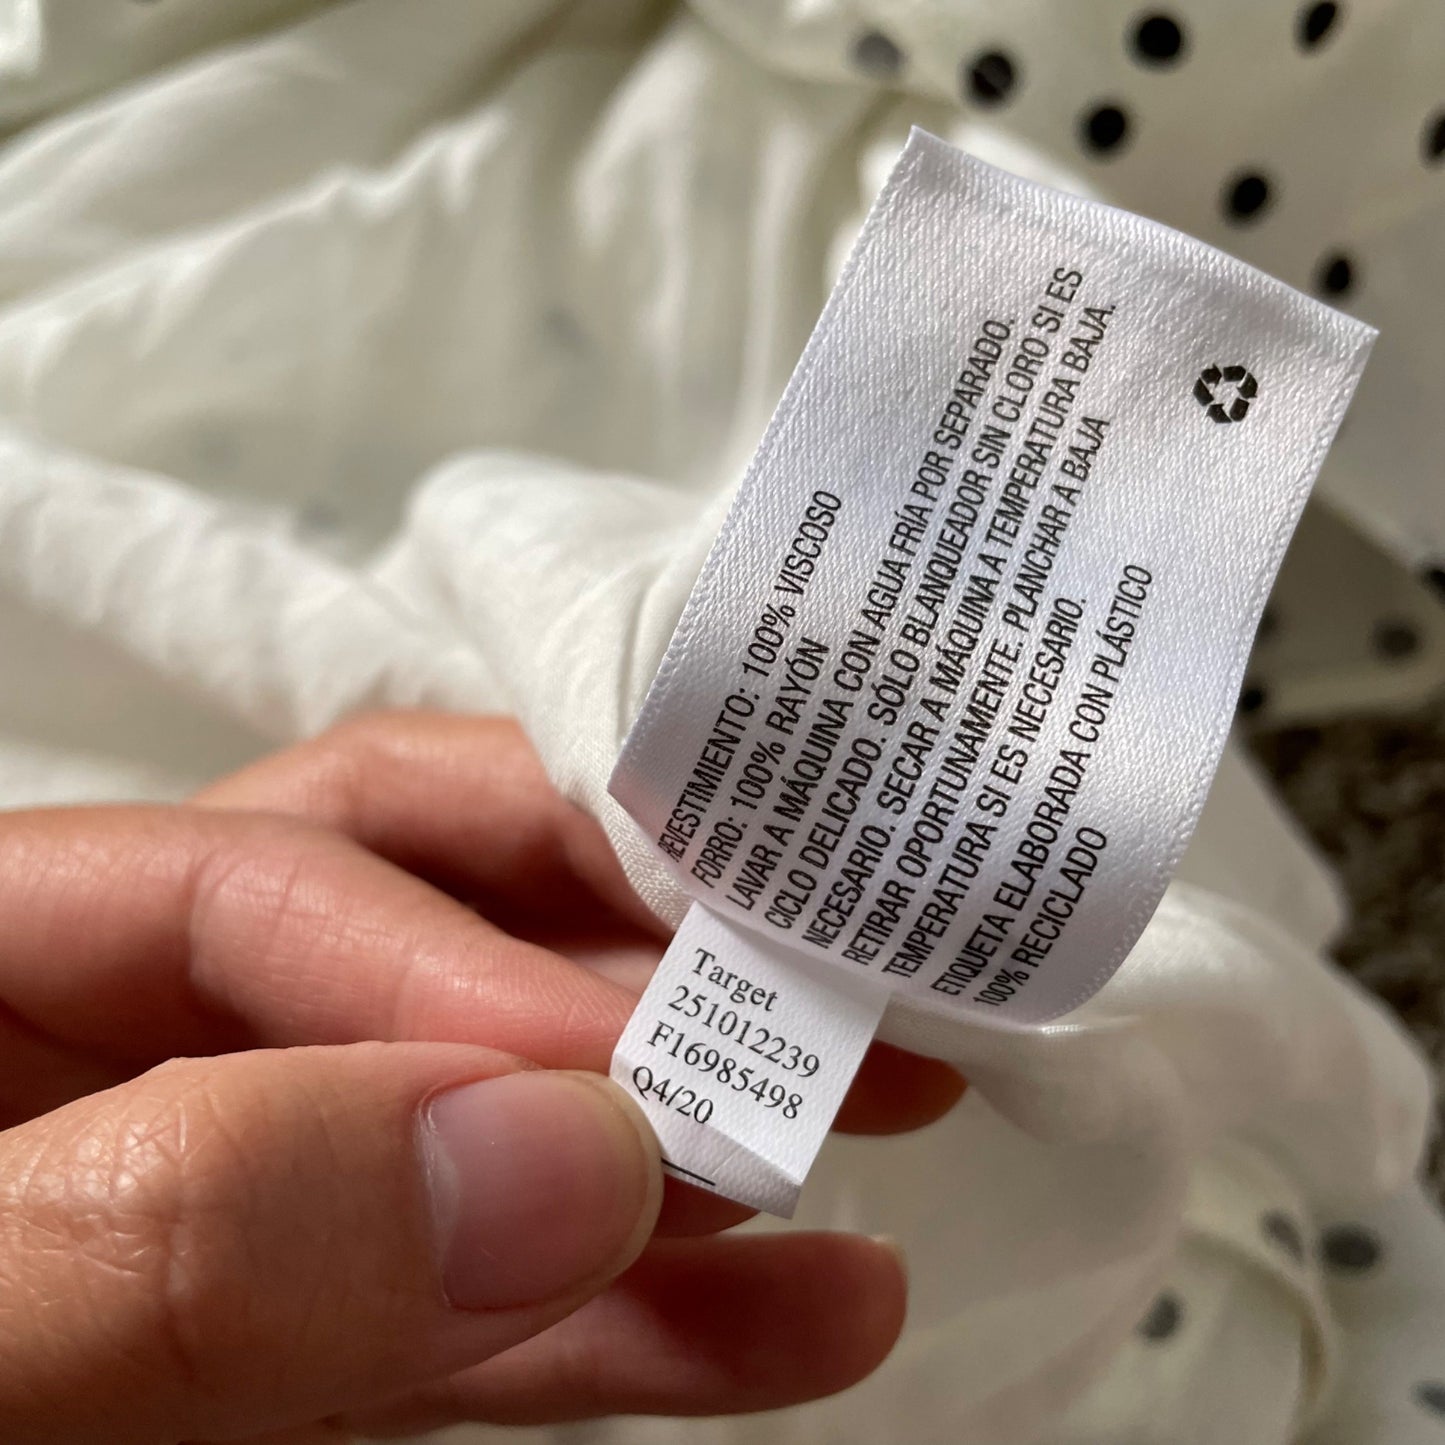 REVESTIMIENTO: 100% VISCOSO
FORRO: 100% RAYÓN
LAVAR A MÁQUINA CON AGUA FRÍA POR SEPARADO.
CICLO DELICADO. SÓLO BLANQUEADOR SIN CLORO SI ES
NECESARIO. SECAR A MÁQUINA A TEMPERATURA BAJA.
RETIRAR OPORTUNAMENTE. PLANCHAR A BAJA
TEMPERATURA SI ES NECESARIO.
ETIQUETA ELABORADA CON PLÁSTICO
100% RECICLADO
Target
251012239
F16985498
Q4/20